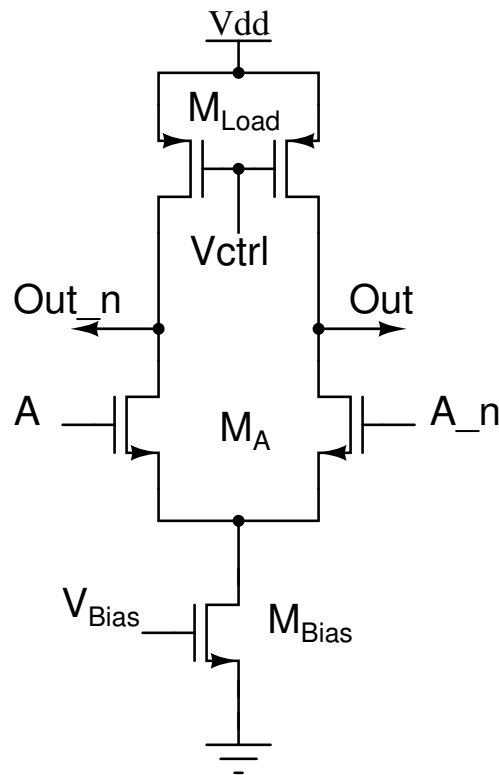 Vdd
M_Load
Vctrl
Out_n Out
A M_A A_n
V_Bias M_Bias